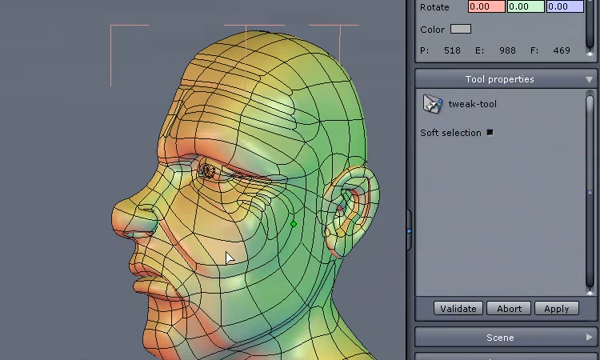 Rotate 0.00 0.00 0.00
Color
P: 518 E: 988 F: 469
Tool properties
tweak-tool
Soft selection
Validate Abort Apply
Scene